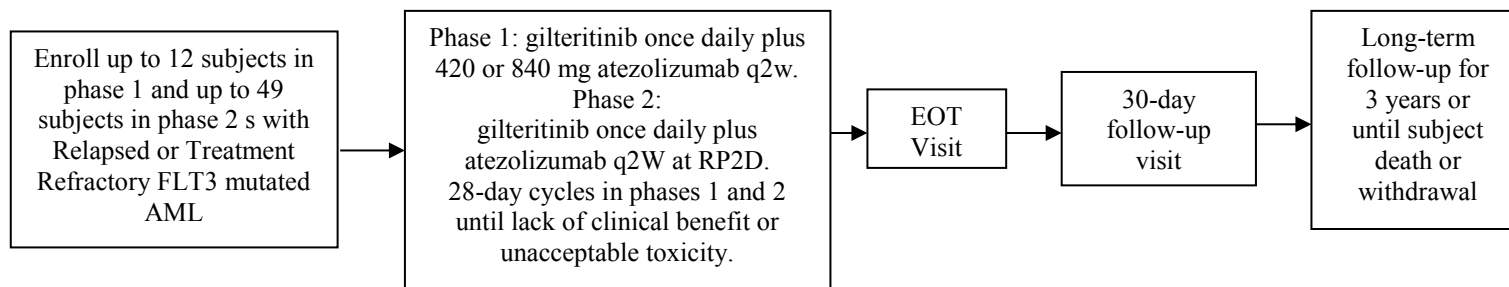 Enroll up to 12 subjects in
phase 1 and up to 49
subjects in phase 2 s with
Relapsed or Treatment
Refractory FLT3 mutated
AML
Phase 1: gilteritinib once daily plus
420 or 840 mg atezolizumab q2w.
Phase 2:
gilteritinib once daily plus
atezolizumab q2W at RP2D.
28-day cycles in phases 1 and 2
until lack of clinical benefit or
unacceptable toxicity.
EOT
Visit
30-day
follow-up
visit
Long-term
follow-up for
3 years or
until subject
death or
withdrawal